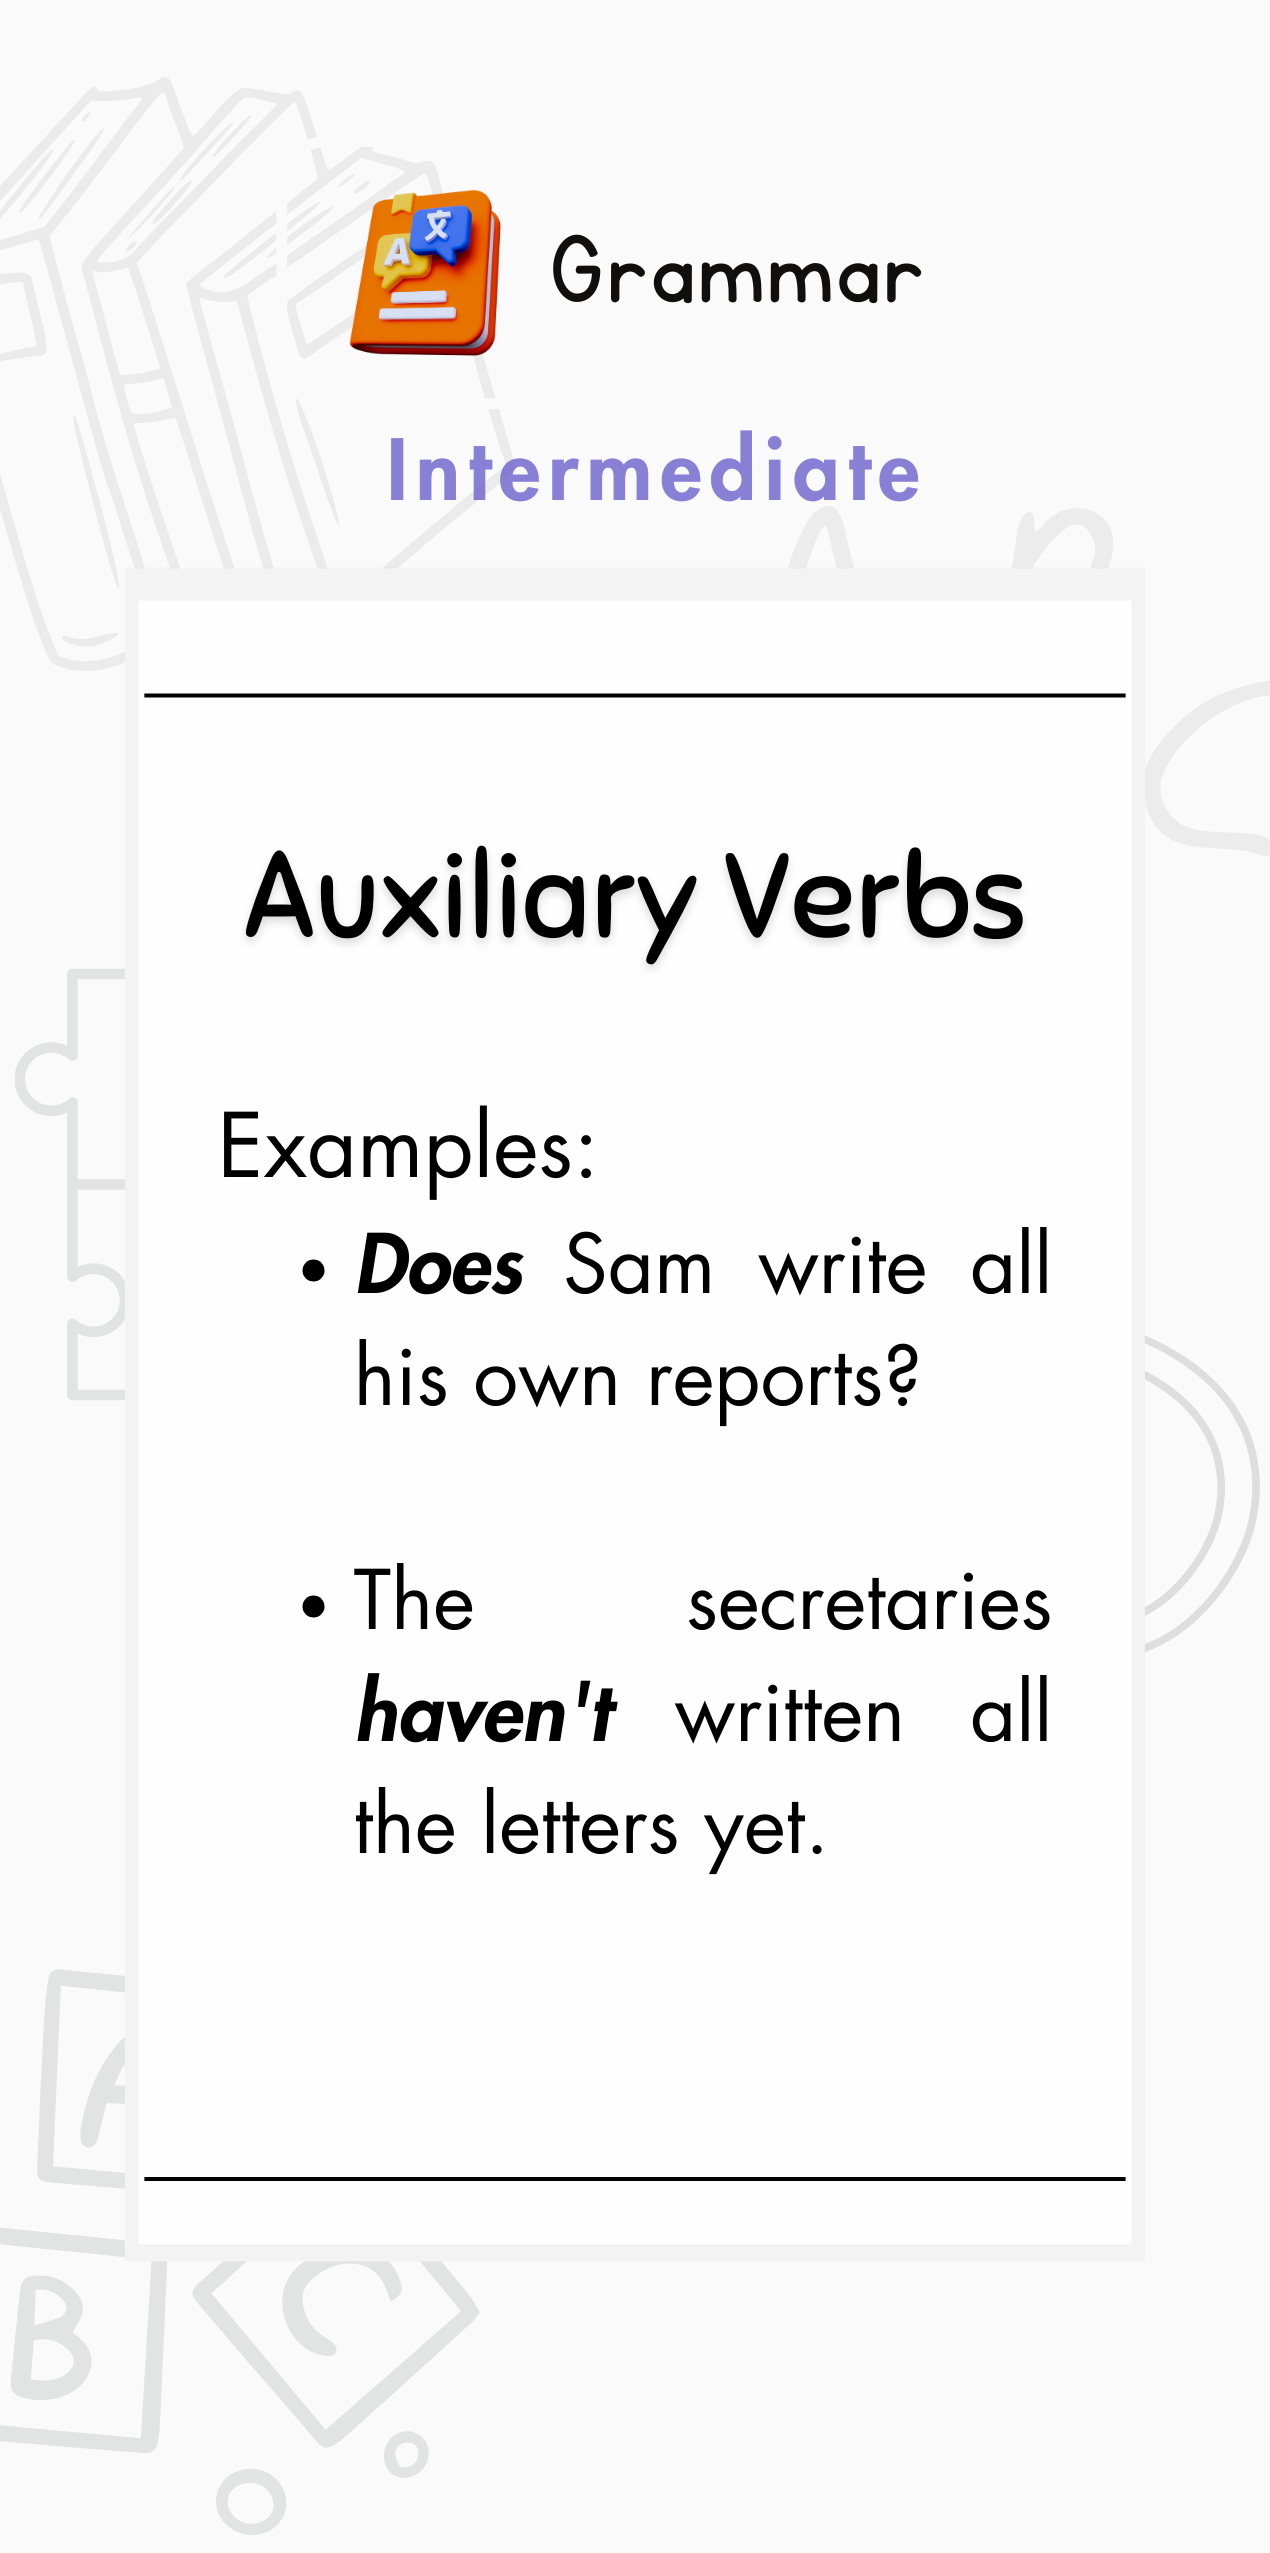 A 文
Grammar
Intermediate
Auxiliary Verbs
Examples:
• Does Sam write all
his own reports?
• The secretaries
haven't written all
the letters yet.
A
B
C